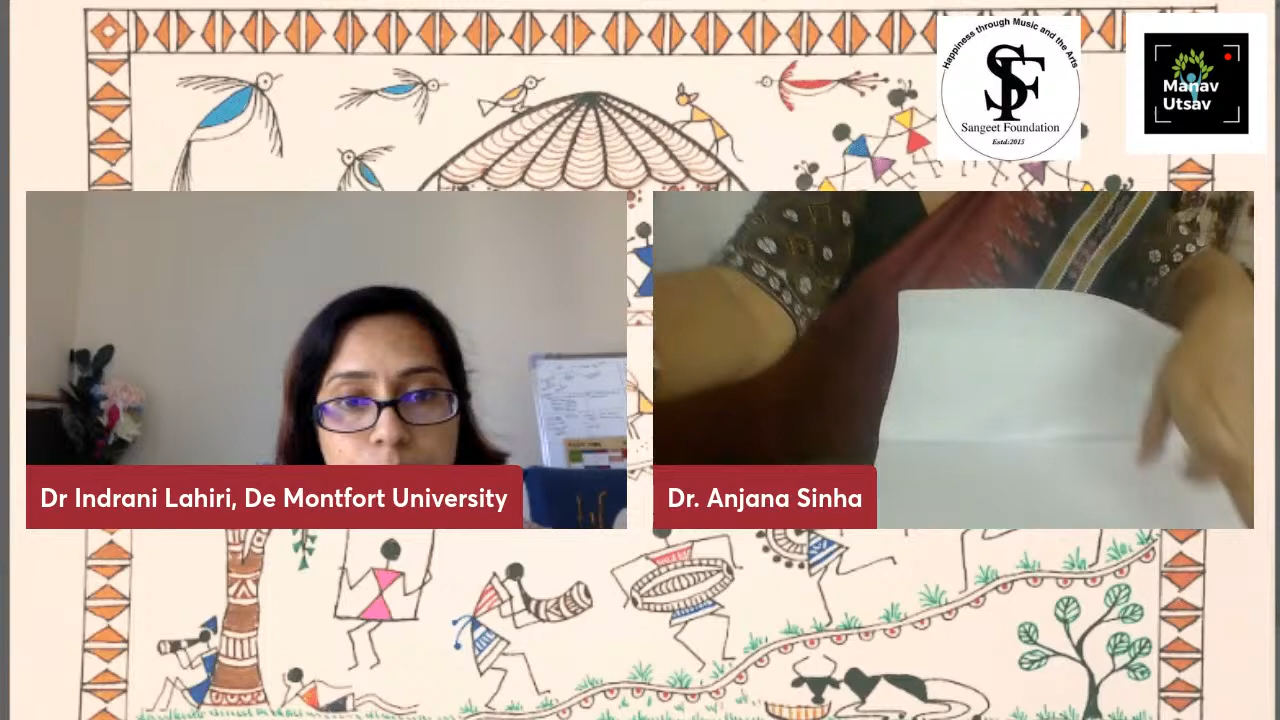 Happiness through Music and the Arts
SF
Sangeet Foundation
Estd:2015
Manav
Utsav
Dr Indrani Lahiri, De Montfort University
Dr. Anjana Sinha